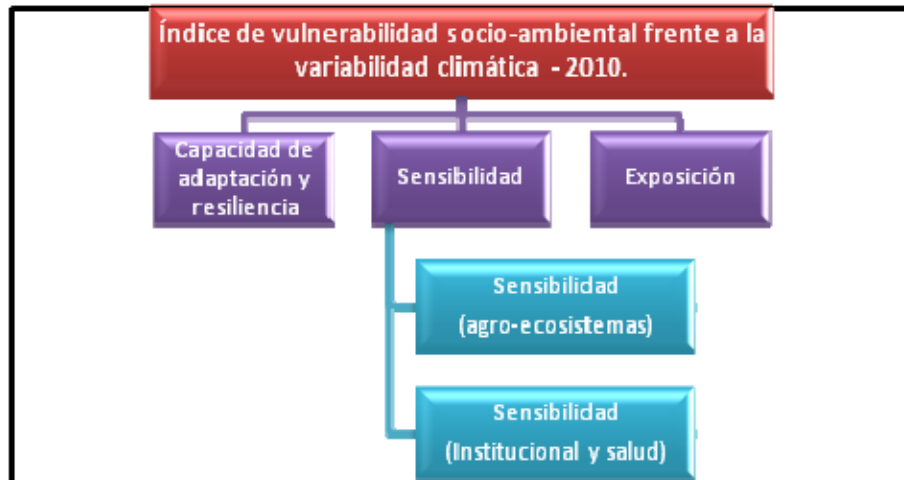 Índice de vulnerabilidad socio-ambiental frente a la
variabilidad climática - 2010.
Capacidad de
adaptación y
resiliencia
Sensibilidad
Exposición
Sensibilidad
(agro-ecosistemas)
Sensibilidad
(Institucional y salud)